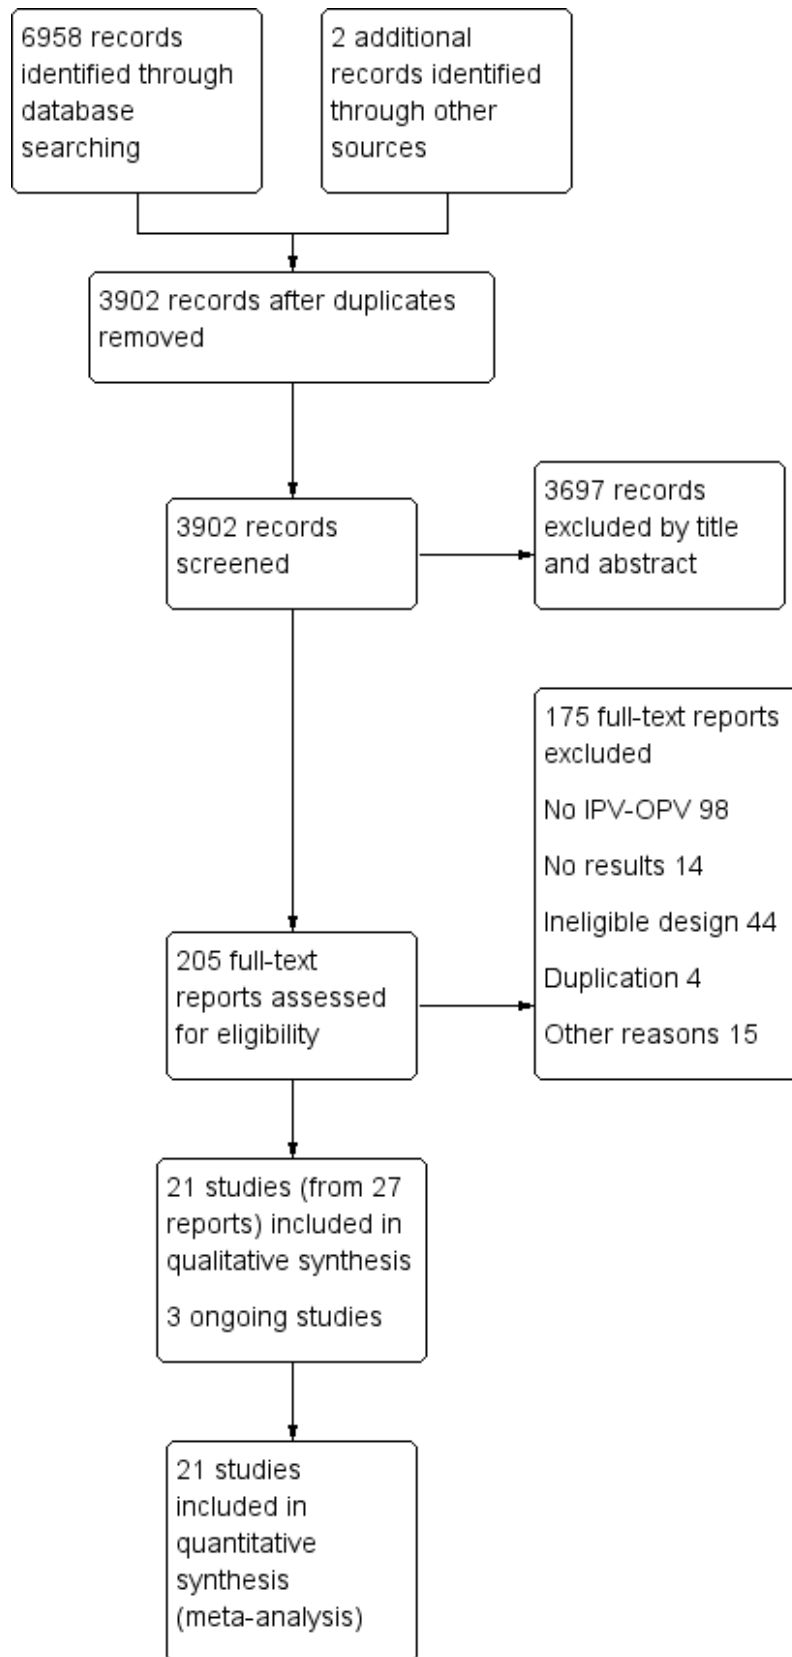 6958 records
identified through
database
searching
2 additional
records identified
through other
sources
3902 records after duplicates
removed
3902 records
screened
3697 records
excluded by title
and abstract
205 full-text
reports assessed
for eligibility
175 full-text reports
excluded
No IPV-OPV 98
No results 14
Ineligible design 44
Duplication 4
Other reasons 15
21 studies (from 27
reports) included in
qualitative synthesis
3 ongoing studies
21 studies
included in
quantitative
synthesis
(meta-analysis)